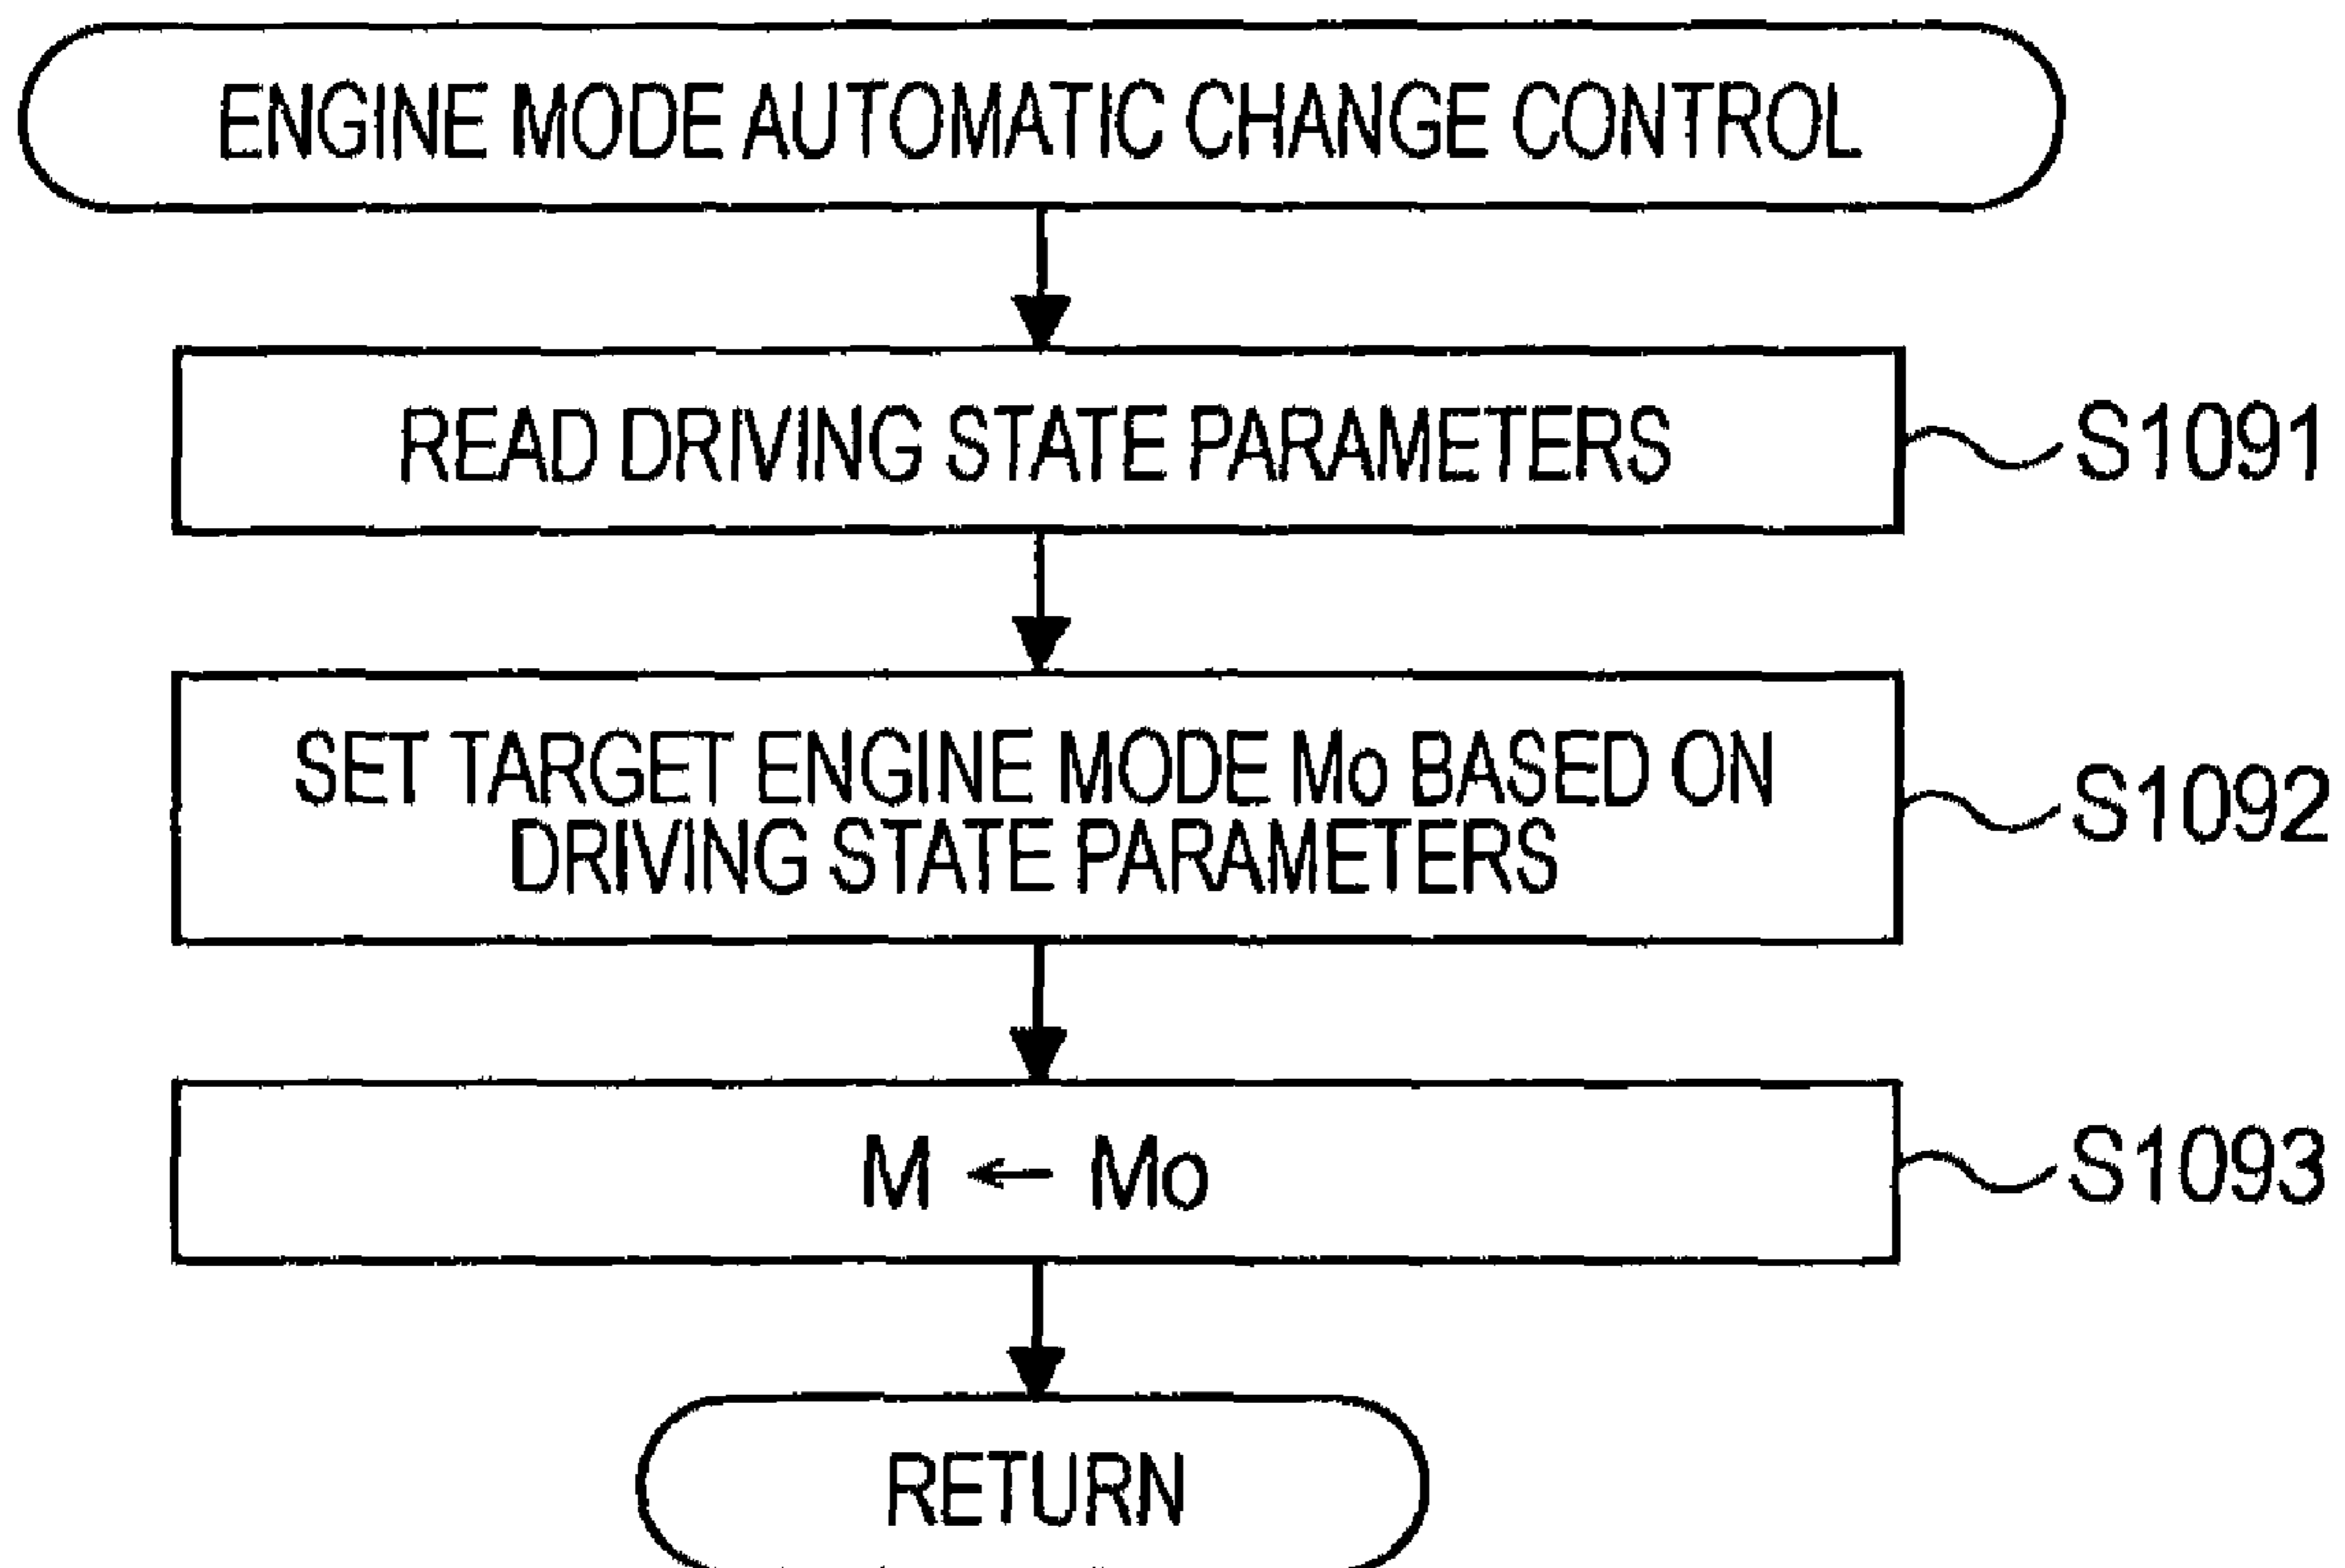 ENGINE MODE AUTOMATIC CHANGE CONTROL
READ DRIVING STATE PARAMETERS
S1091
SET TARGET ENGINE MODE Mo BASED ON
DRIVING STATE PARAMETERS
S1092
M ← Mo
S1093
RETURN